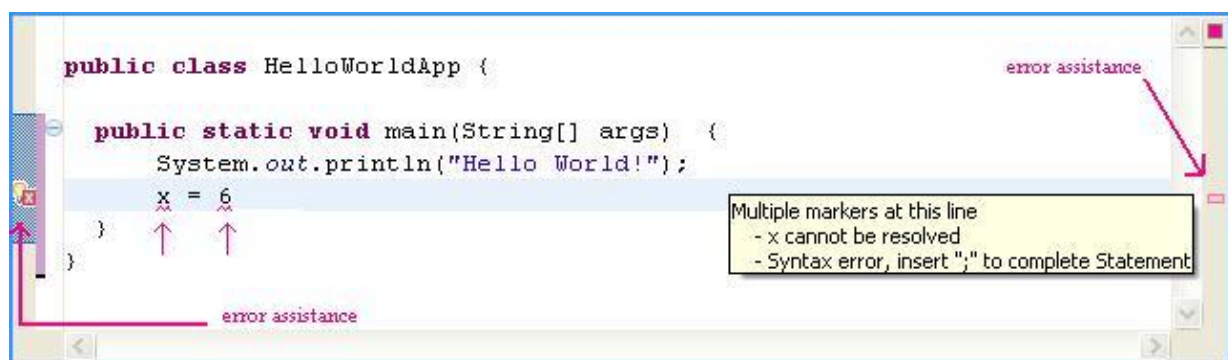 public class HelloWorldApp {
error assistance
public static void main(String[] args) {
System.out.println("Hello World!");
x = 6
}
}
Multiple markers at this line
- x cannot be resolved
- Syntax error, insert ";" to complete Statement
error assistance